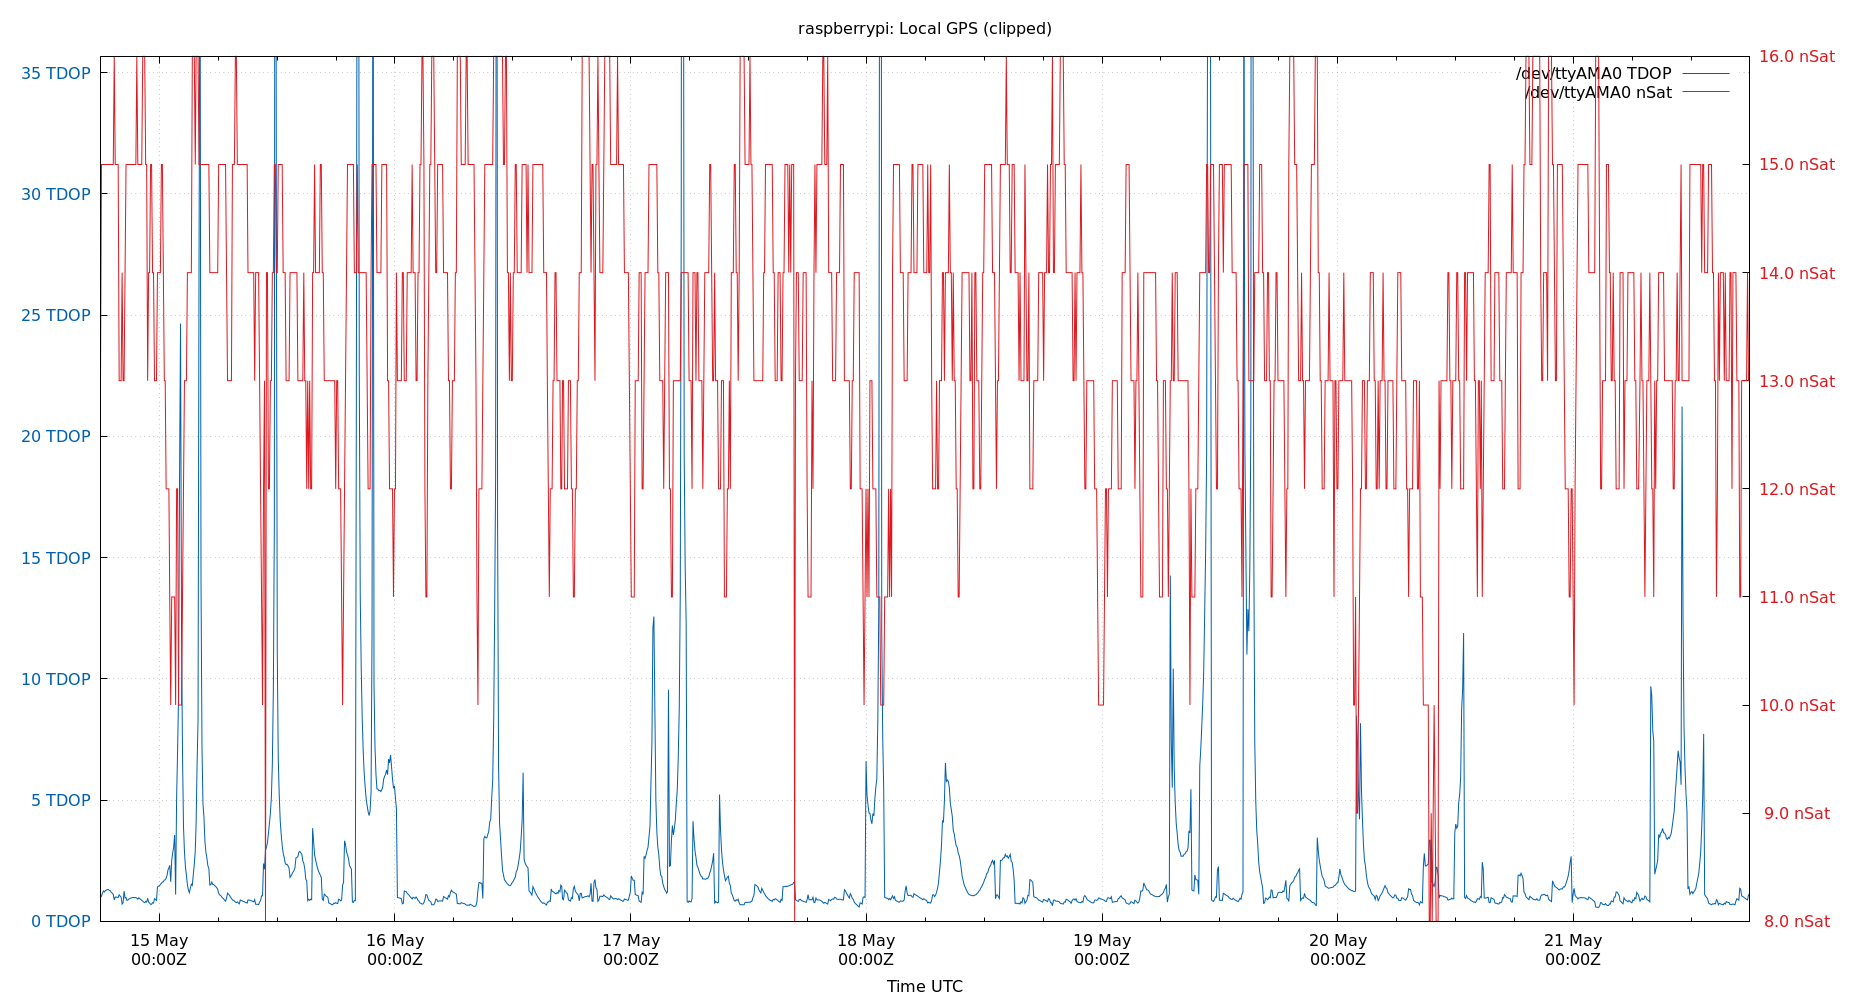 raspberrypi: Local GPS (clipped)
35 TDOP
30 TDOP
25 TDOP
20 TDOP
15 TDOP
10 TDOP
5 TDOP
0 TDOP
/dev/ttyAMA0 TDOP
/dev/ttyAMA0 nSat
16.0 nSat
15.0 nSat
14.0 nSat
13.0 nSat
12.0 nSat
11.0 nSat
10.0 nSat
9.0 nSat
8.0 nSat
15 May 16 May 17 May 18 May 19 May 20 May 21 May
00:00Z 00:00Z 00:00Z 00:00Z 00:00Z 00:00Z 00:00Z
Time UTC